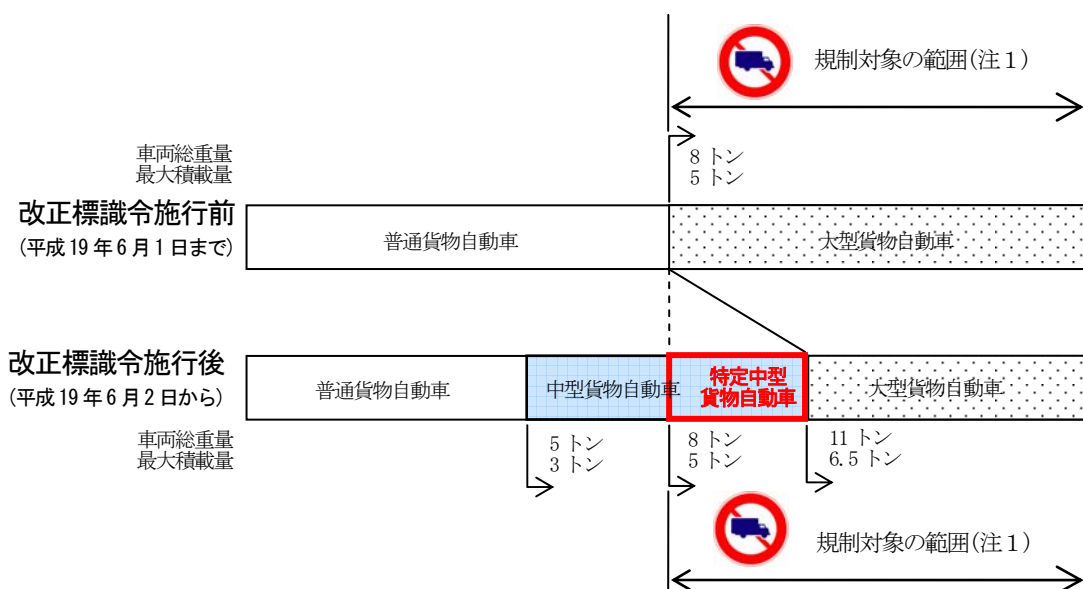 規制対象の範囲(注1)
車両総重量
最大積載量
8 トン
5 トン
改正標識令施行前
(平成19年6月1日まで)
普通貨物自動車
大型貨物自動車
改正標識令施行後
(平成19年6月2日から)
普通貨物自動車
中型貨物自動車
特定中型
貨物自動車
大型貨物自動車
車両総重量
最大積載量
5 トン
3 トン
8 トン
5 トン
11 トン
6.5 トン
規制対象の範囲(注1)